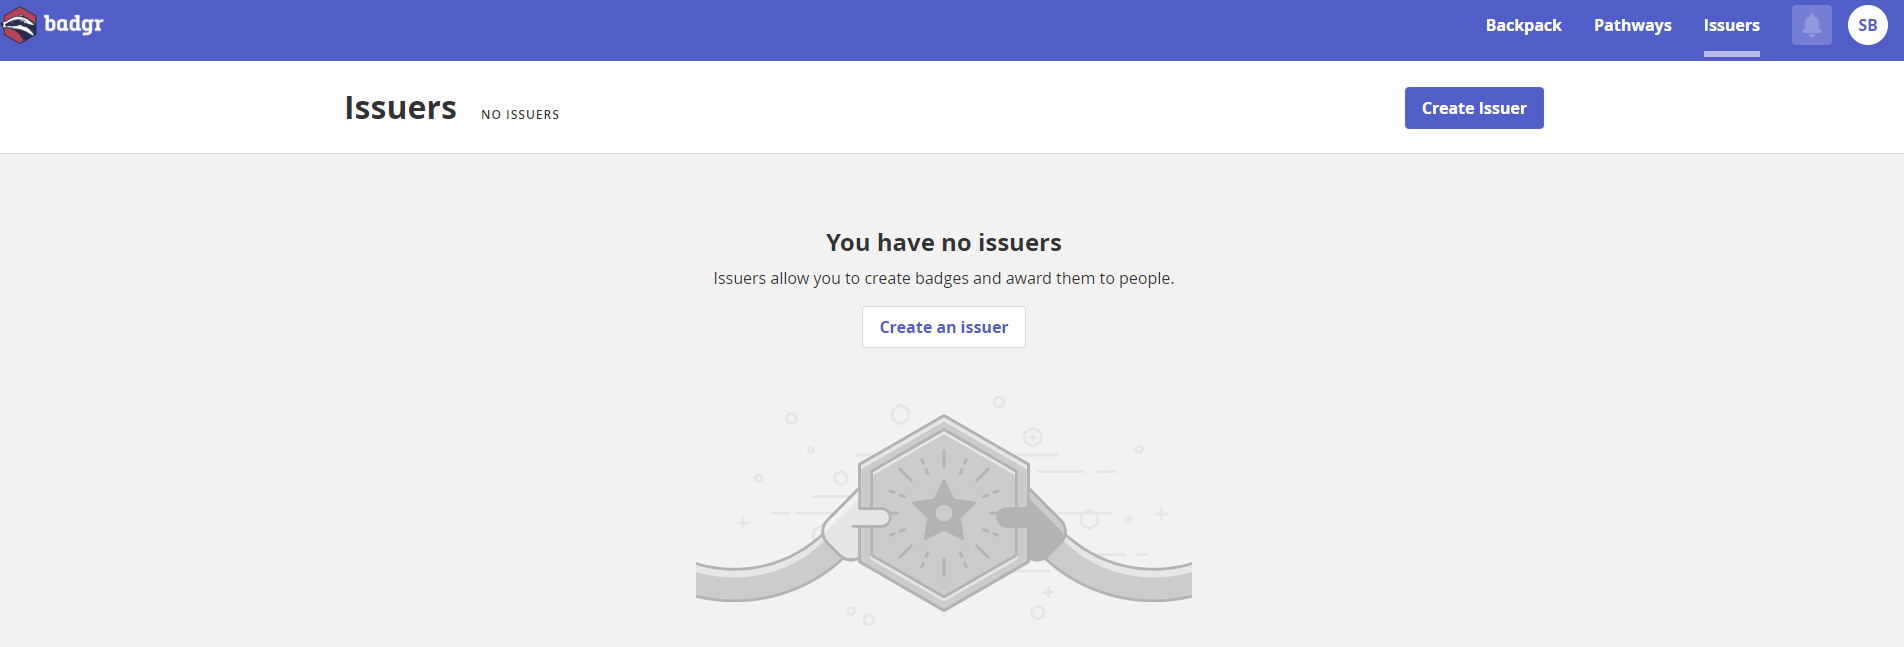 badgr
Backpack Pathways Issuers SB
Issuers NO ISSUERS Create Issuer
You have no issuers
Issuers allow you to create badges and award them to people.
Create an issuer